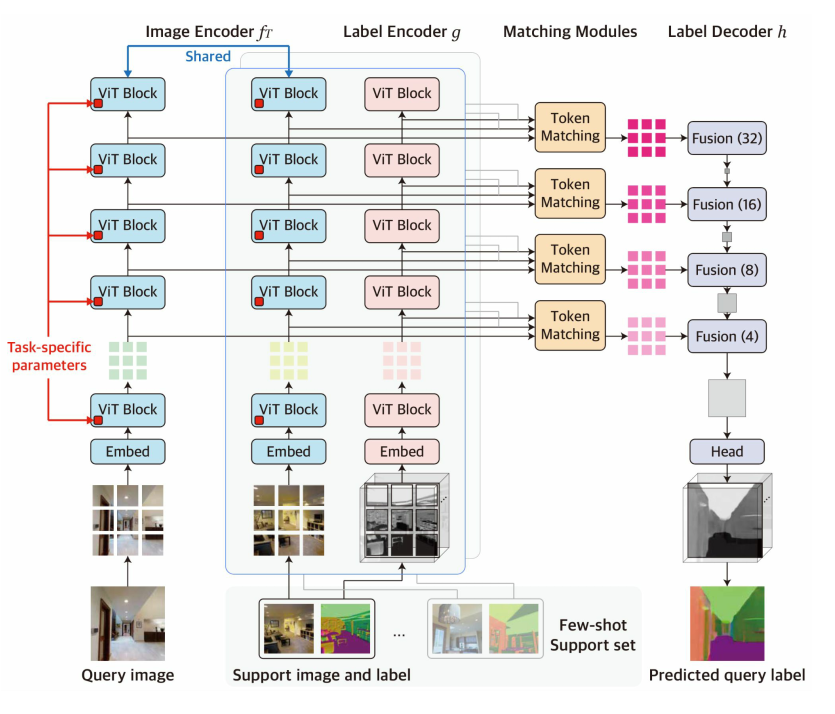 Image Encoder fT
Label Encoder g
Matching Modules
Label Decoder h
Shared
ViT Block
ViT Block
ViT Block
Token
Matching
Fusion (32)
ViT Block
ViT Block
ViT Block
Token
Matching
Fusion (16)
ViT Block
ViT Block
ViT Block
Token
Matching
Fusion (8)
ViT Block
ViT Block
ViT Block
Token
Matching
Fusion (4)
Task-specific
parameters
ViT Block
ViT Block
ViT Block
Embed
Embed
Embed
Head
...
...
...
Few-shot
Support set
Query image
Support image and label
Predicted query label